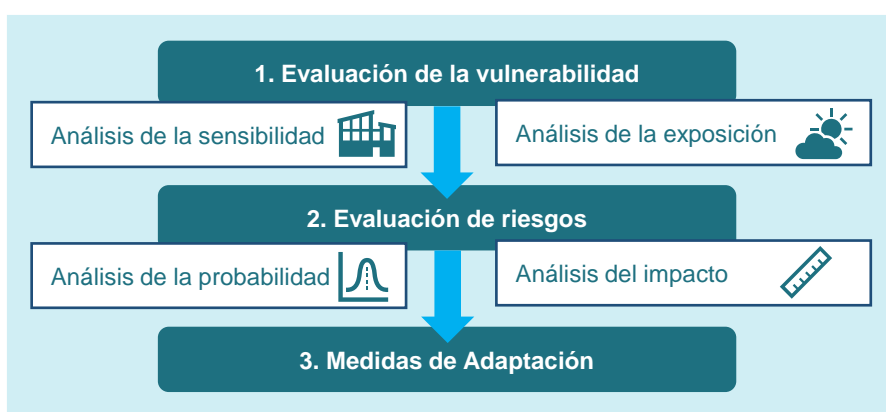 1. Evaluación de la vulnerabilidad
Análisis de la sensibilidad
Análisis de la exposición
2. Evaluación de riesgos
Análisis de la probabilidad
Análisis del impacto
3. Medidas de Adaptación